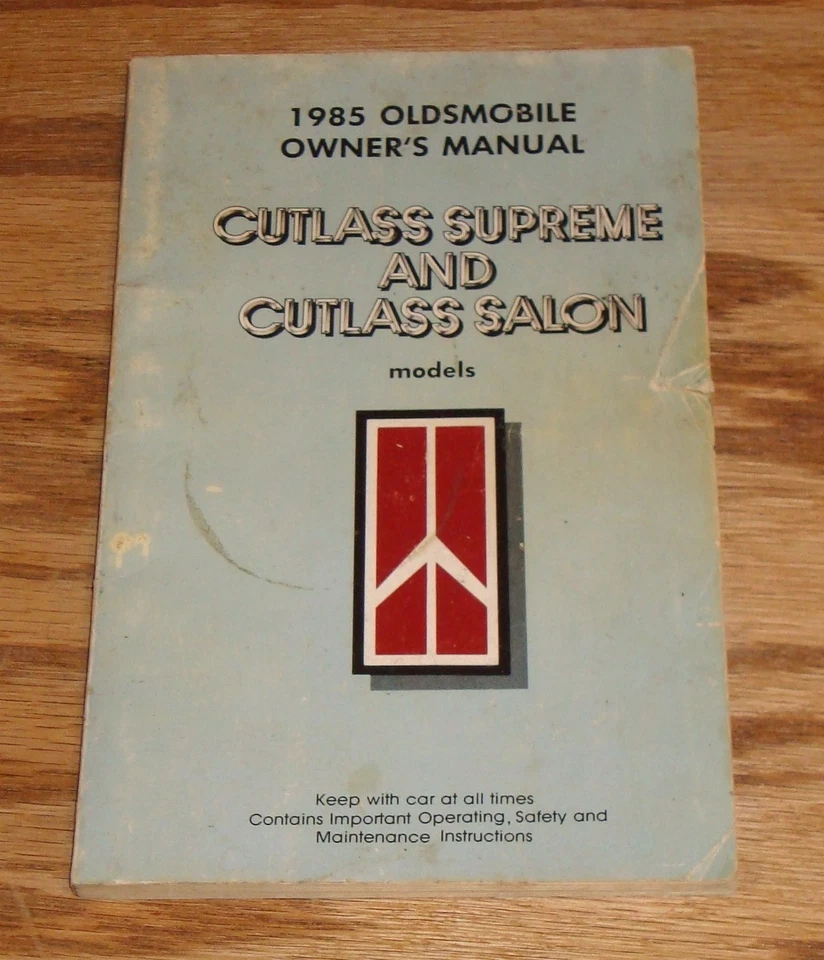 1985 OLDSMOBILE
OWNER'S MANUAL
CUTLASS SUPREME
AND
CUTLASS SALON
models
Keep with car at all times
Contains Important Operating, Safety and
Maintenance Instructions